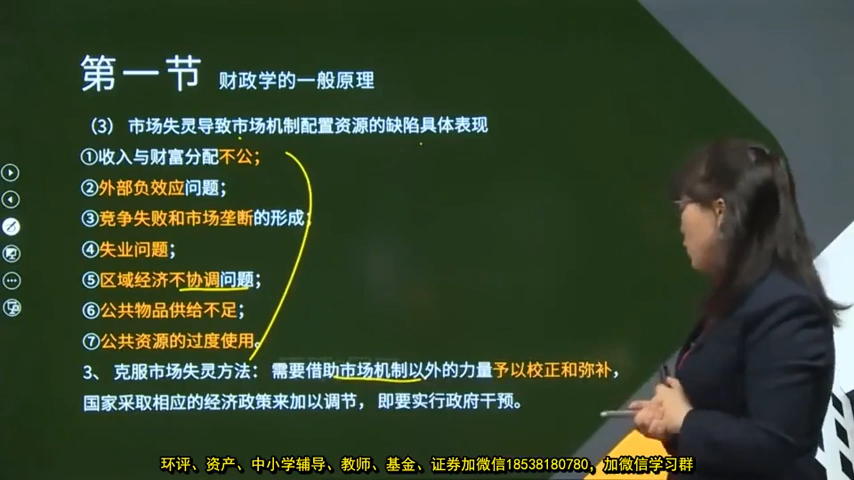 第一节 财政学的一般原理
（3） 市场失灵导致市场机制配置资源的缺陷具体表现
①收入与财富分配不公；
②外部负效应问题；
③竞争失败和市场垄断的形成；
④失业问题；
⑤区域经济不协调问题；
⑥公共物品供给不足；
⑦公共资源的过度使用。
3、 克服市场失灵方法： 需要借助市场机制以外的力量予以校正和弥补，
国家采取相应的经济政策来加以调节， 即要实行政府干预。
环评、资产、中小学辅导、教师、基金、证券加微信18538180780，加微信学习群